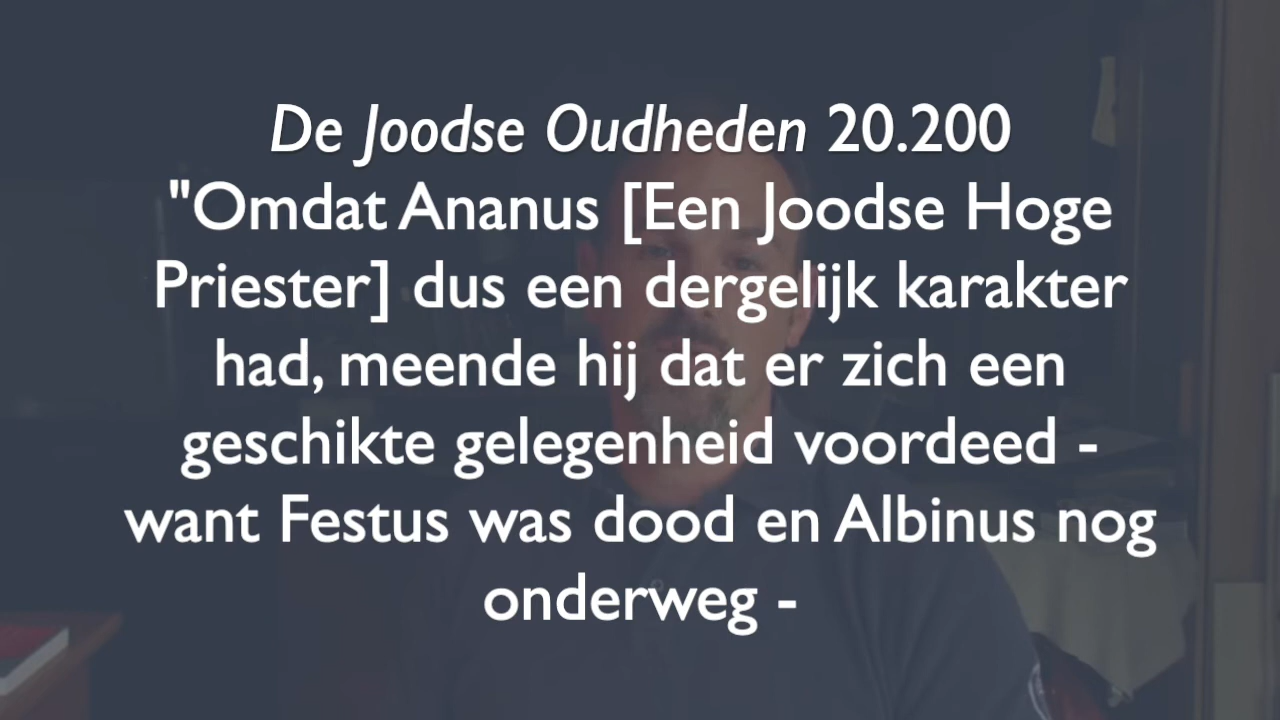 De Joodse Oudheden 20.200
"Omdat Ananus [Een Joodse Hoge
Priester] dus een dergelijk karakter
had, meende hij dat er zich een
geschikte gelegenheid voordeed -
want Festus was dood en Albinus nog
onderweg -